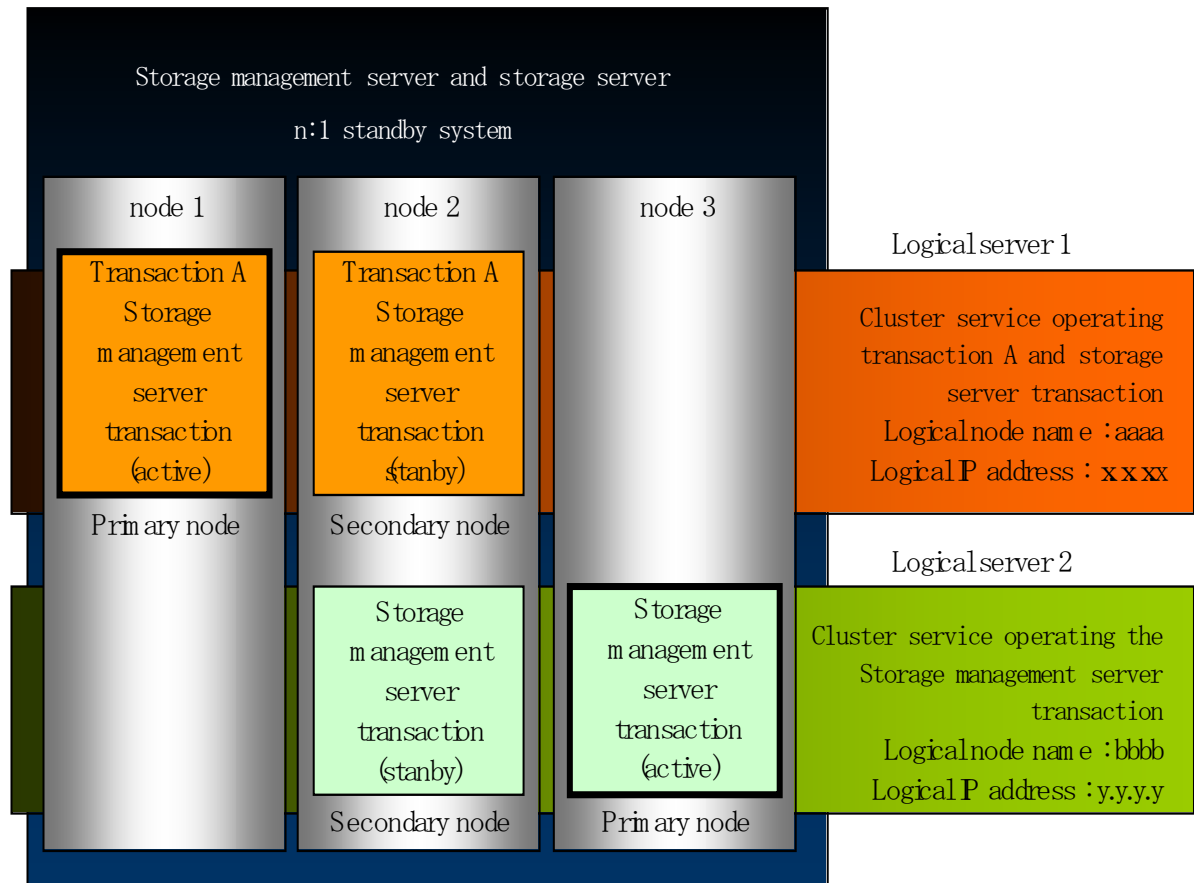 Storage management server and storage server
n:1 standby system
node 1
Transaction A
Storage
management
server
transaction
(active)
Primary node
node 2
Transaction A
Storage
management
server
transaction
(stanby)
Secondary node
Storage
management
server
transaction
(stanby)
Secondary node
node 3
Storage
management
server
transaction
(active)
Primary node
Logical server 1
Cluster service operating
transaction A and storage
server transaction
Logical node name : aaaa
Logical IP address : x x xx
Logical server 2
Cluster service operating the
Storage management server
transaction
Logical node name : bbbb
Logical IP address : y.y.y.y